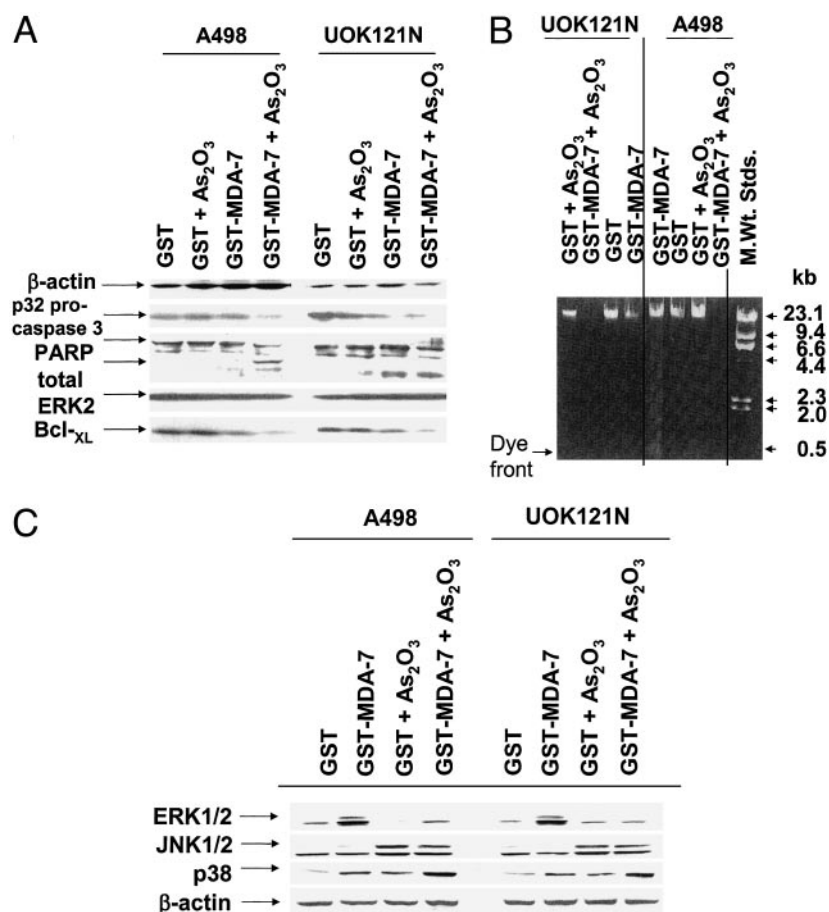 A
A498
UOK121N
GST
GST + As₂O₃
GST-MDA-7
GST-MDA-7 + As₂O₃
GST
GST + As₂O₃
GST-MDA-7
GST-MDA-7 + As₂O₃
β-actin
p32 pro-
caspase 3
PARP
total
ERK2
Bcl-XL
B
UOK121N
A498
GST + As₂O₃
GST-MDA-7 + As₂O₃
GST
GST-MDA-7
GST-MDA-7
GST
GST + As₂O₃
GST-MDA-7 + As₂O₃
M.Wt. Stds.
kb
23.1
9.4
6.6
4.4
2.3
2.0
0.5
Dye
front
C
A498
UOK121N
GST
GST-MDA-7
GST + As₂O₃
GST-MDA-7 + As₂O₃
GST
GST-MDA-7
GST + As₂O₃
GST-MDA-7 + As₂O₃
ERK1/2
JNK1/2
p38
β-actin